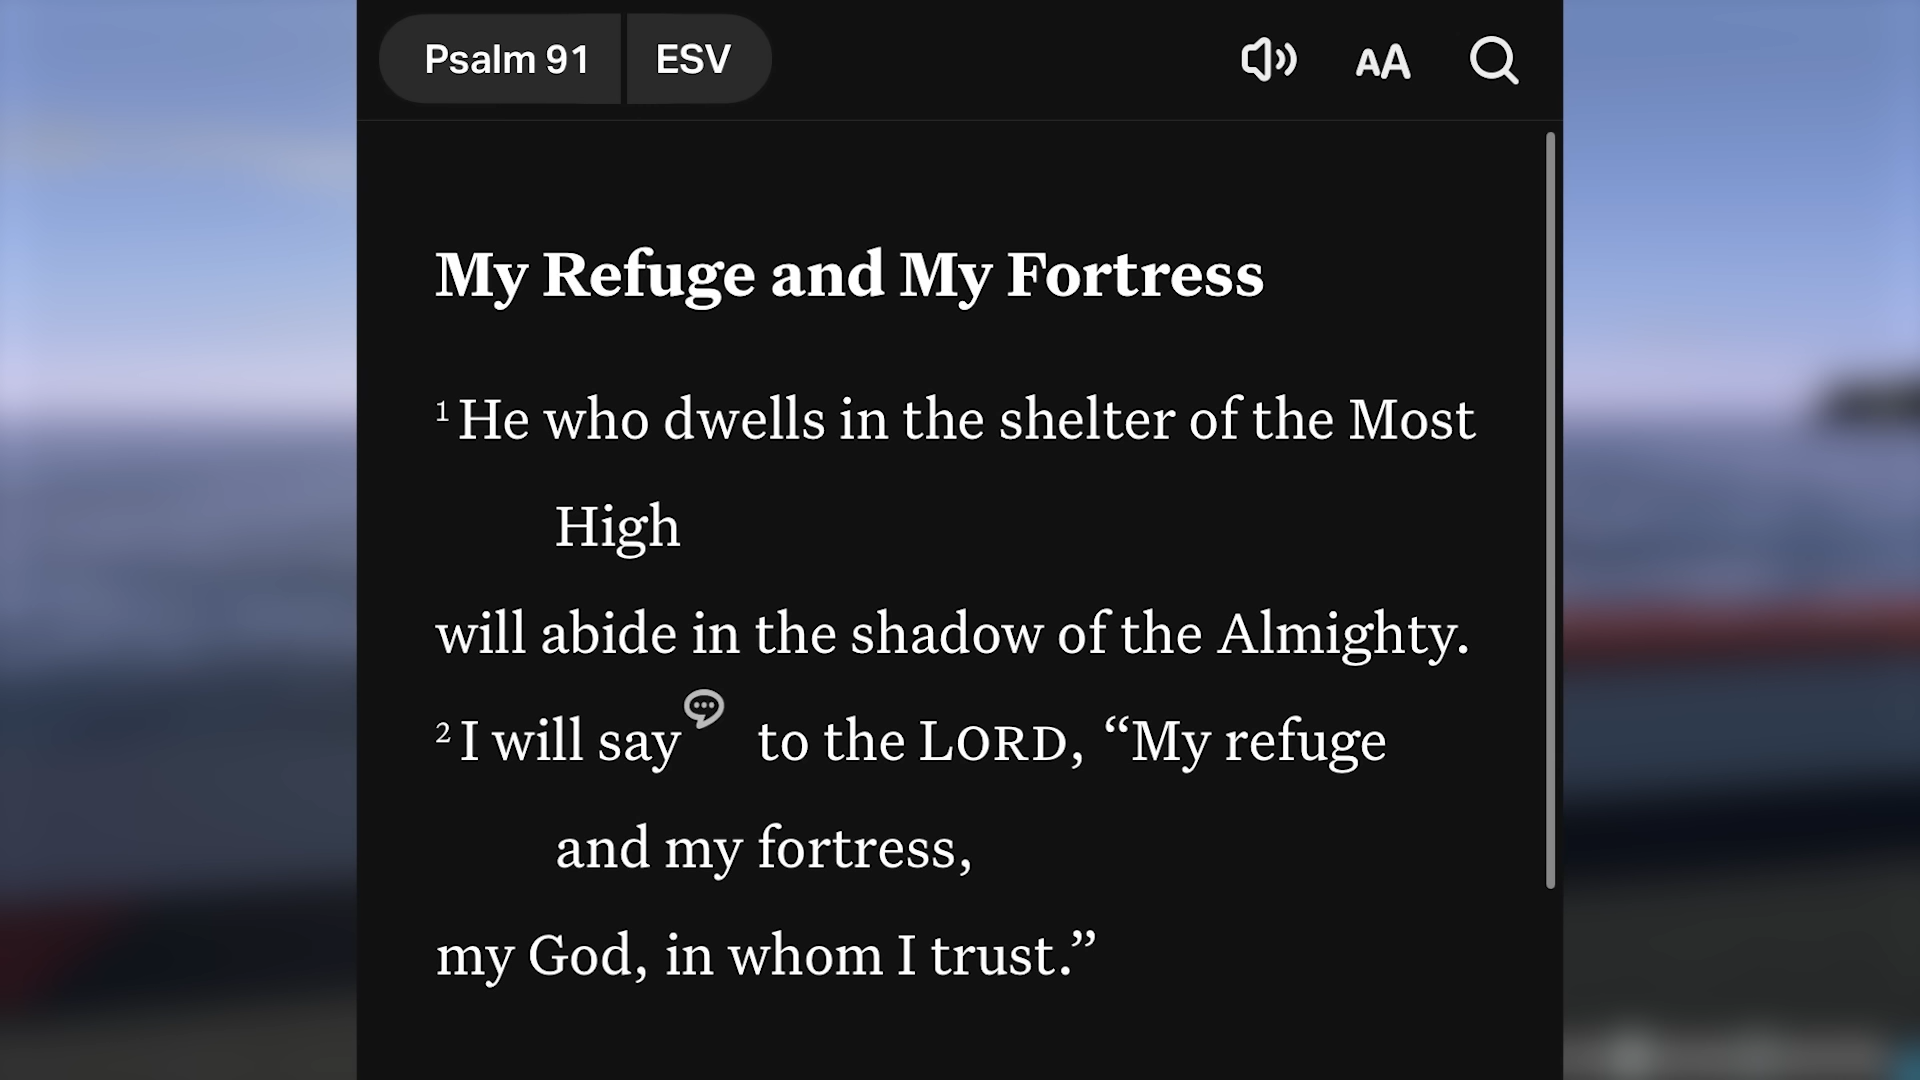 Psalm 91 ESV AA
My Refuge and My Fortress
1 He who dwells in the shelter of the Most
High
will abide in the shadow of the Almighty.
2 I will say to the LORD, “My refuge
and my fortress,
my God, in whom I trust.”